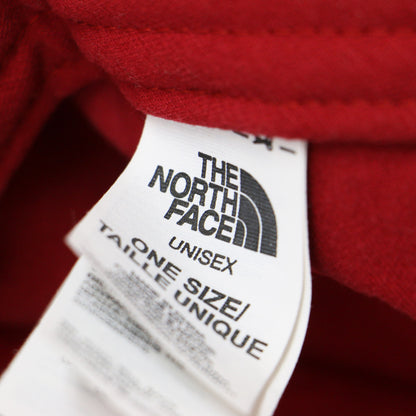 THE
NORTH
FACE
UNISEX
ONE SIZE/
TAILLE UNIQUE